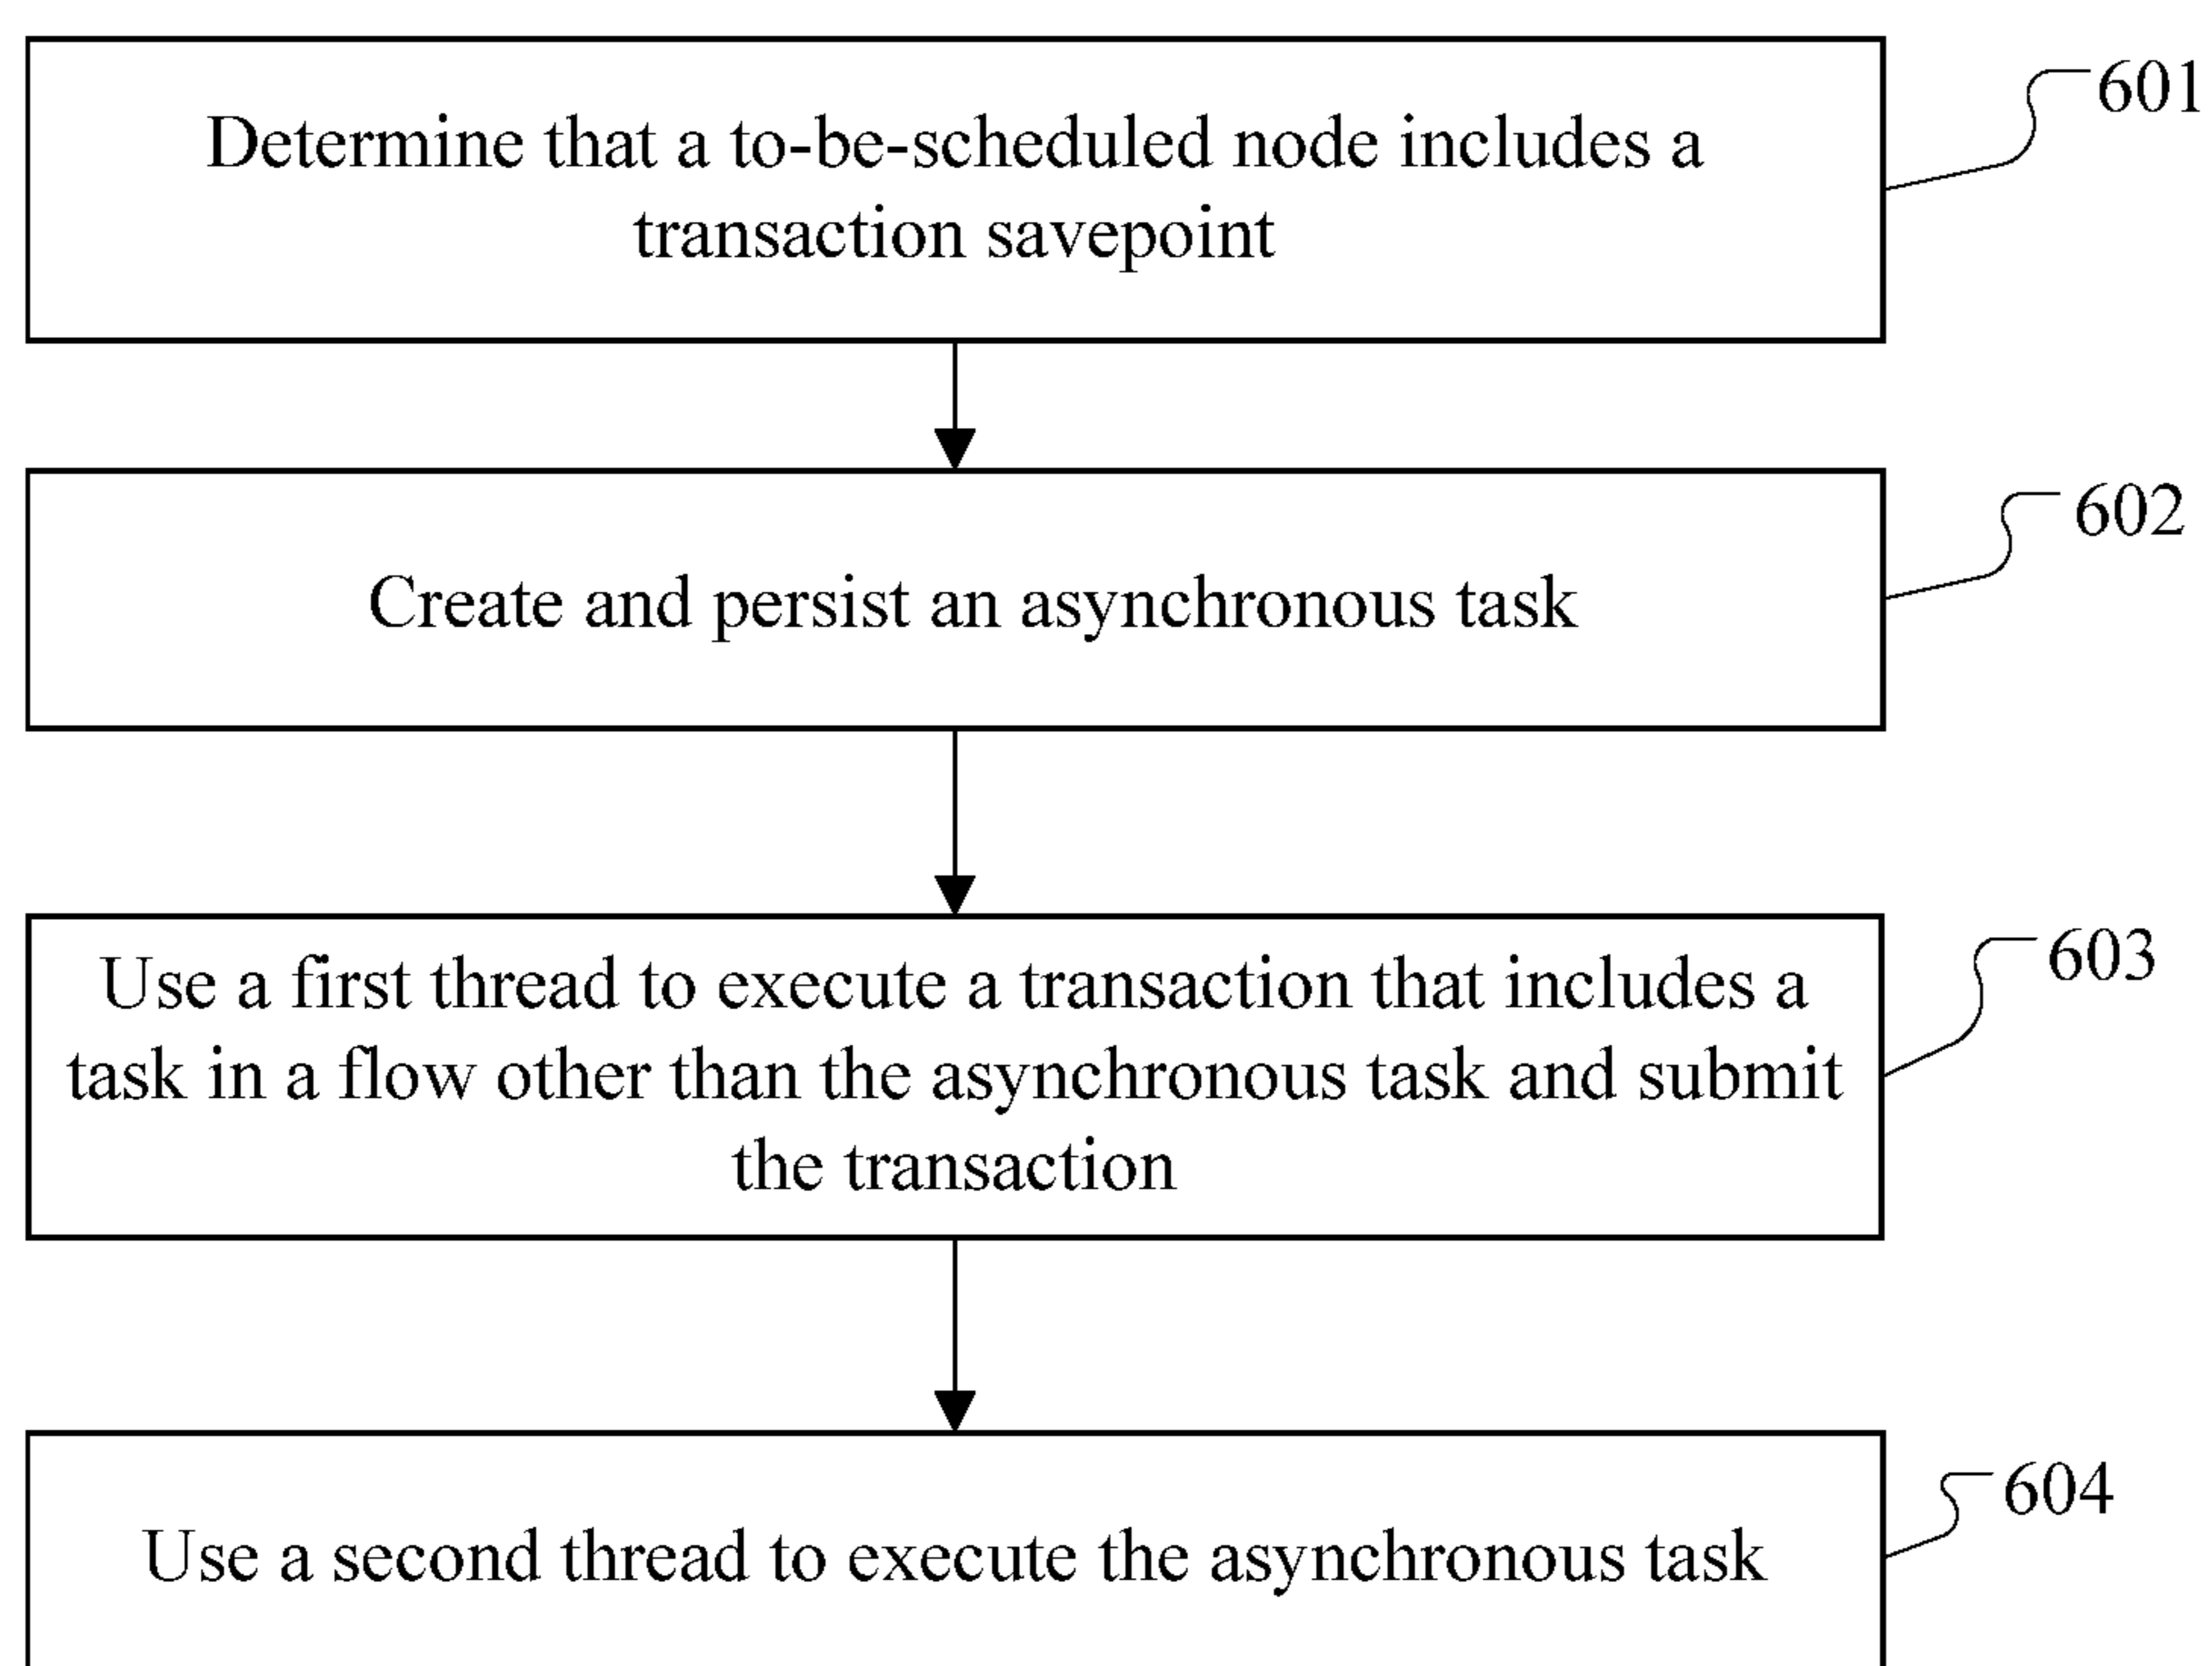 601
Determine that a to-be-scheduled node includes a
transaction savepoint
602
Create and persist an asynchronous task
603
Use a first thread to execute a transaction that includes a
task in a flow other than the asynchronous task and submit
the transaction
604
Use a second thread to execute the asynchronous task